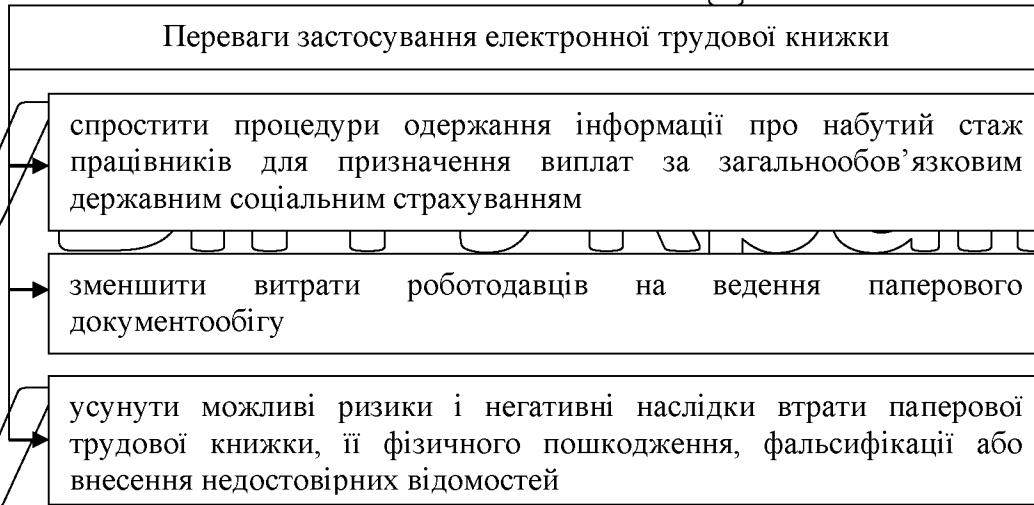 Переваги застосування електронної трудової книжки
спростити процедури одержання інформації про набутий стаж
працівників для призначення виплат за загальнообов’язковим
державним соціальним страхуванням
зменшити витрати роботодавців на ведення паперового
документообігу
усунути можливі ризики і негативні наслідки втрати паперової
трудової книжки, її фізичного пошкодження, фальсифікації або
внесення недостовірних відомостей